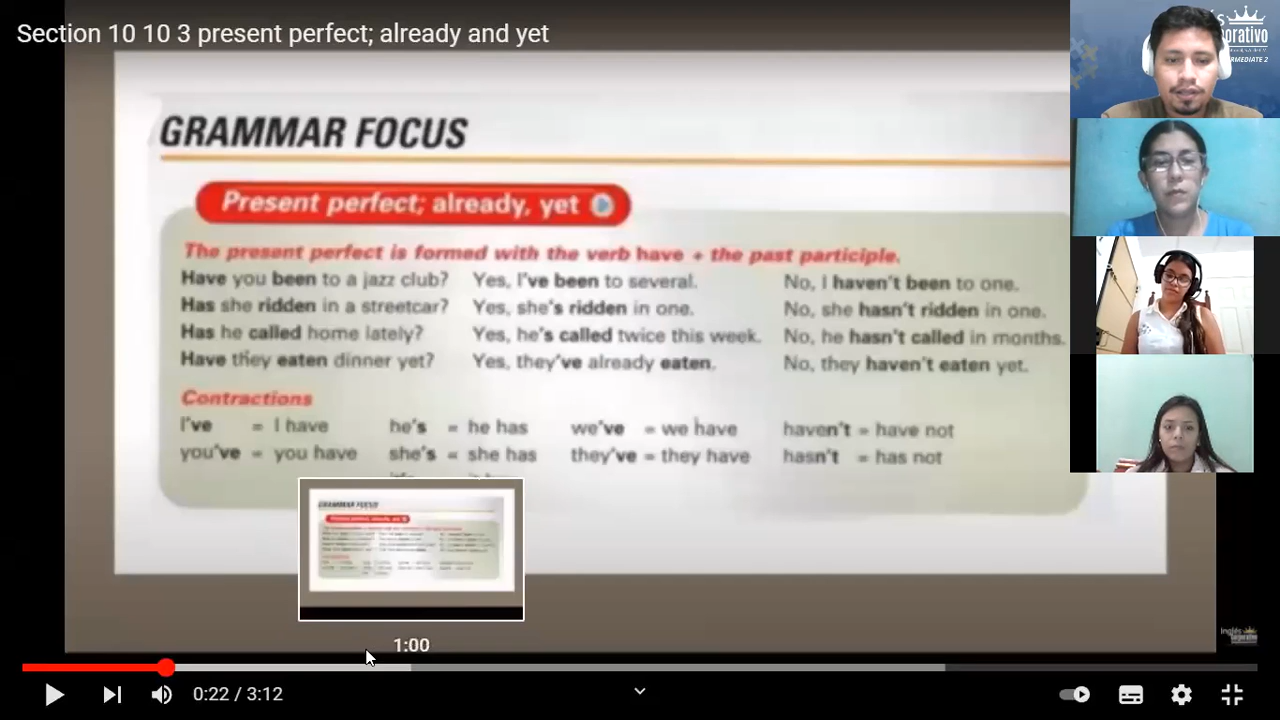 Section 10 10 3 present perfect; already and yet
GRAMMAR FOCUS
Present perfect; already, yet
The present perfect is formed with the verb have + the past participle.
Have you been to a jazz club? Yes, I've been to several. No, I haven't been to one.
Has she ridden in a streetcar? Yes, she's ridden in one. No, she hasn't ridden in one.
Has he called home lately? Yes, he's called twice this week. No, he hasn't called in months.
Have they eaten dinner yet? Yes, they've already eaten. No, they haven't eaten yet.
Contractions
I've = I have he's = he has we've = we have haven't = have not
you've = you have she's = she has they've = they have hasn't = has not
1:00
0:22 / 3:12
Inglés
Corporativo